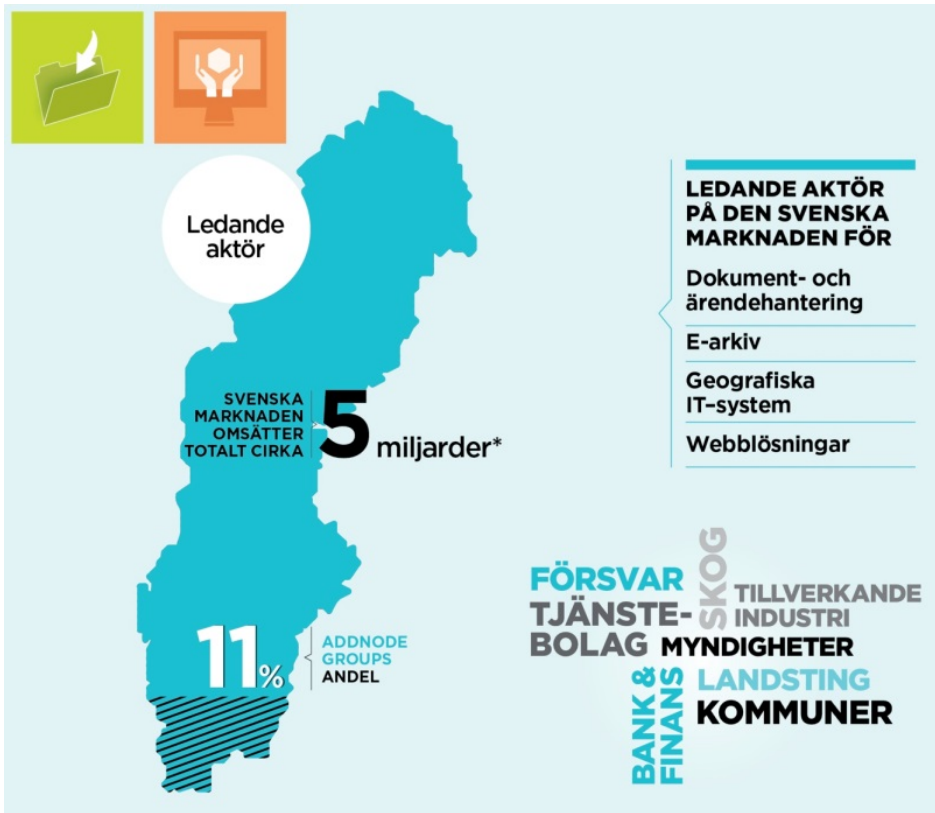 Ledande
aktör
SVENSKA
MARKNADEN
OMSÄTTER
TOTALT CIRKA
5 miljarder*
11%
ADDNODE
GROUPS
ANDEL
LEDANDE AKTÖR
PÅ DEN SVENSKA
MARKNADEN FÖR
Dokument- och
ärendehantering
E-arkiv
Geografiska
IT–system
Webblösningar
FÖRSVAR
TJÄNSTE-
BOLAG
SKOG
TILLVERKANDE
INDUSTRI
MYNDIGHETER
BANK &
FINANS
LANDSTING
KOMMUNER